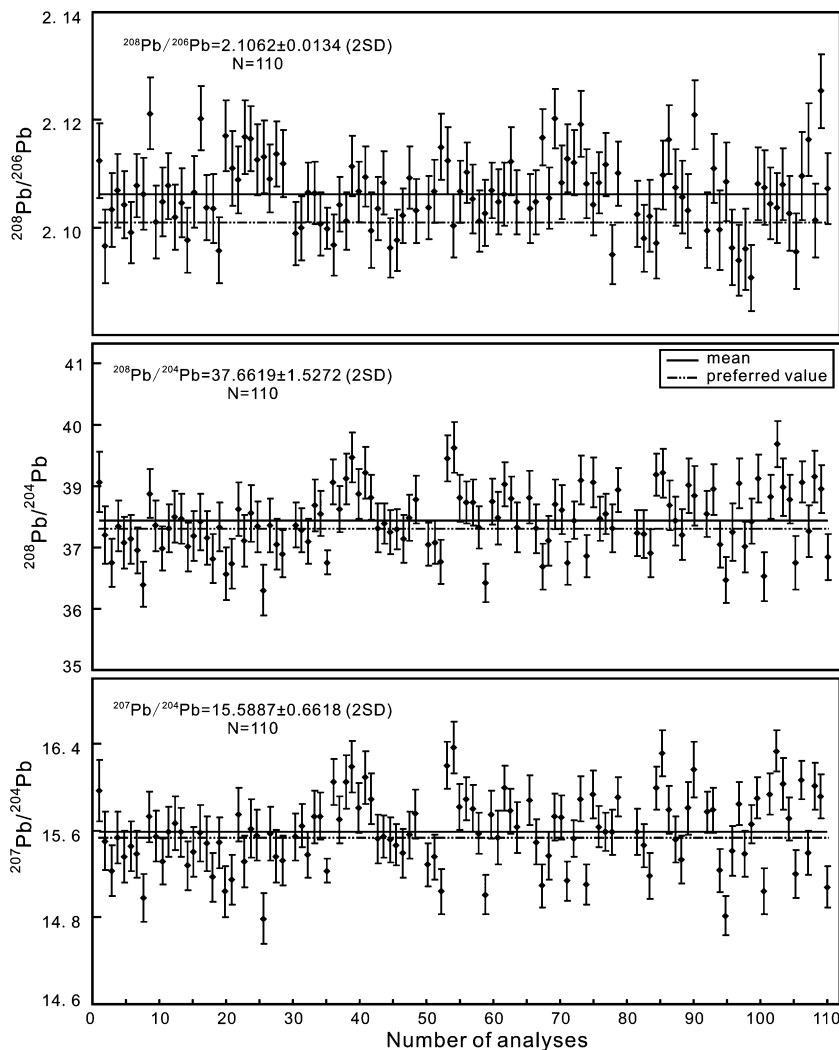 2.14
²⁰⁸Pb/²⁰⁶Pb=2.1062±0.0134 (2SD)
N=110
2.12
²⁰⁸Pb/²⁰⁶Pb
2.10
41
mean
preferred value
²⁰⁸Pb/²⁰⁴Pb=37.6619±1.5272 (2SD)
N=110
40
39
²⁰⁸Pb/²⁰⁴Pb
37
36
35
²⁰⁷Pb/²⁰⁴Pb=15.5887±0.6618 (2SD)
N=110
16.4
²⁰⁷Pb/²⁰⁴Pb
15.6
14.8
14.6
0 10 20 30 40 50 60 70 80 90 100 110
Number of analyses